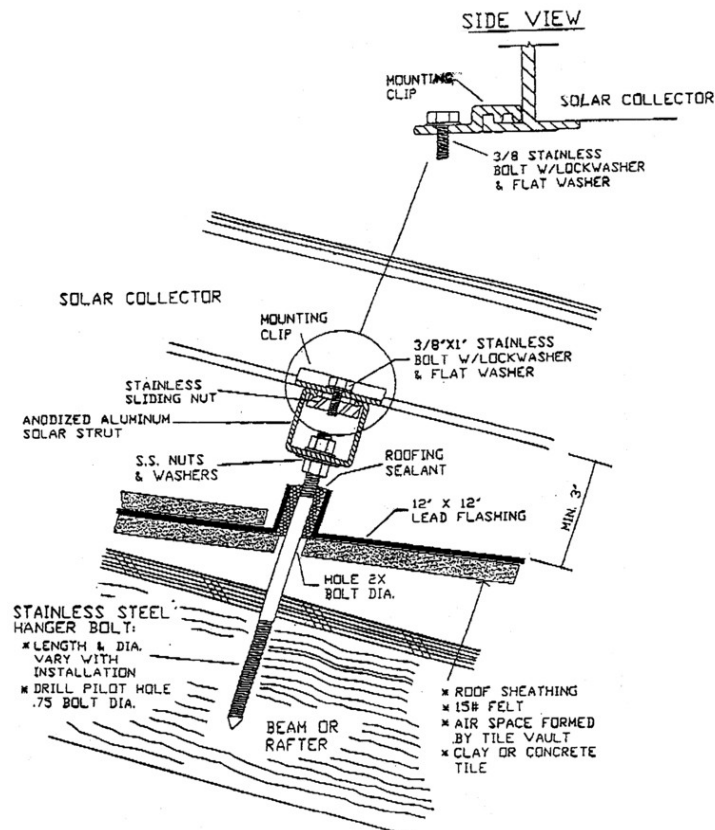 SIDE VIEW
MOUNTING
CLIP
SOLAR COLLECTOR
3/8 STAINLESS
BOLT W/LOCKWASHER
& FLAT WASHER
SOLAR COLLECTOR
MOUNTING
CLIP
3/8"X1" STAINLESS
BOLT W/LOCKWASHER
& FLAT WASHER
STAINLESS
SLIDING NUT
ANODIZED ALUMINUM
SOLAR STRUT
S.S. NUTS
& WASHERS
ROOFING
SEALANT
12" X 12"
LEAD FLASHING
MIN. 3"
HOLE 2X
BOLT DIA.
STAINLESS STEEL
HANGER BOLT:
* LENGTH & DIA.
VARY WITH
INSTALLATION
* DRILL PILOT HOLE
.75 BOLT DIA.
BEAM OR
RAFTER
* ROOF SHEATHING
* 15# FELT
* AIR SPACE FORMED
BY TILE VAULT
* CLAY OR CONCRETE
TILE